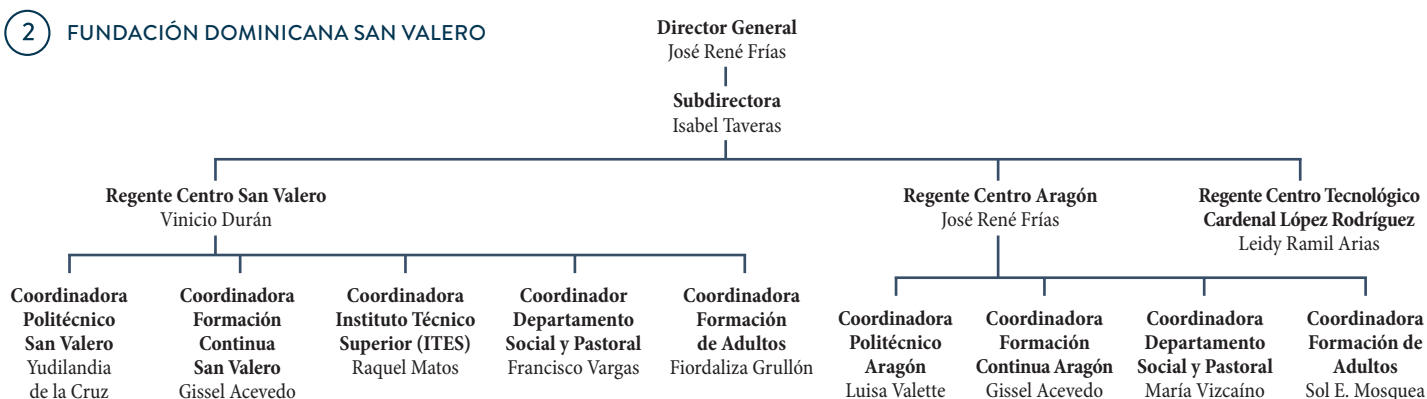 2 FUNDACIÓN DOMINICANA SAN VALERO
Director General
José René Frías
Subdirectora
Isabel Taveras
Regente Centro San Valero
Vinicio Durán
Regente Centro Aragón
José René Frías
Regente Centro Tecnológico
Cardenal López Rodríguez
Leidy Ramil Arias
Coordinadora
Politécnico
San Valero
Yudilandia
de la Cruz
Coordinadora
Formación
Continua
San Valero
Gissel Acevedo
Coordinadora
Instituto Técnico
Superior (ITES)
Raquel Matos
Coordinador
Departamento
Social y Pastoral
Francisco Vargas
Coordinadora
Formación
de Adultos
Fiordaliza Grullón
Coordinadora
Politécnico
Aragón
Luisa Valette
Coordinadora
Formación
Continua Aragón
Gissel Acevedo
Coordinadora
Departamento
Social y Pastoral
María Vizcaíno
Coordinadora
Formación de
Adultos
Sol E. Mosquea